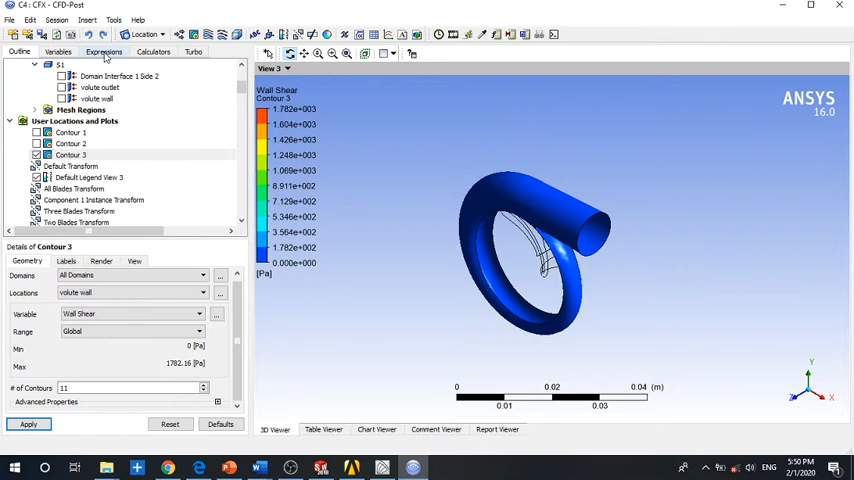 C4 : CFX - CFD-Post
File Edit Session Insert Tools Help
Location
Outline Variables Expressions Calculators Turbo
S1
Domain Interface 1 Side 2
volute outlet
volute wall
Mesh Regions
User Locations and Plots
Contour 1
Contour 2
Contour 3
Default Transform
Default Legend View 3
All Blades Transform
Component 1 Instance Transform
Three Blades Transform
Two Blades Transform
Details of Contour 3
Geometry Labels Render View
Domains All Domains ...
Locations volute wall ...
Variable Wall Shear ...
Range Global
Min 0 [Pa]
Max 1782.16 [Pa]
# of Contours 11
Advanced Properties
Apply Reset Defaults
View 3
Wall Shear
Contour 3
1.782e+003
1.604e+003
1.426e+003
1.248e+003
1.069e+003
8.911e+002
7.129e+002
5.346e+002
3.564e+002
1.782e+002
0.000e+000
[Pa]
ANSYS
16.0
Y
X
Z
0 0.02 0.04 (m)
0.01 0.03
3D Viewer Table Viewer Chart Viewer Comment Viewer Report Viewer
ENG
5:50 PM
2/1/2020